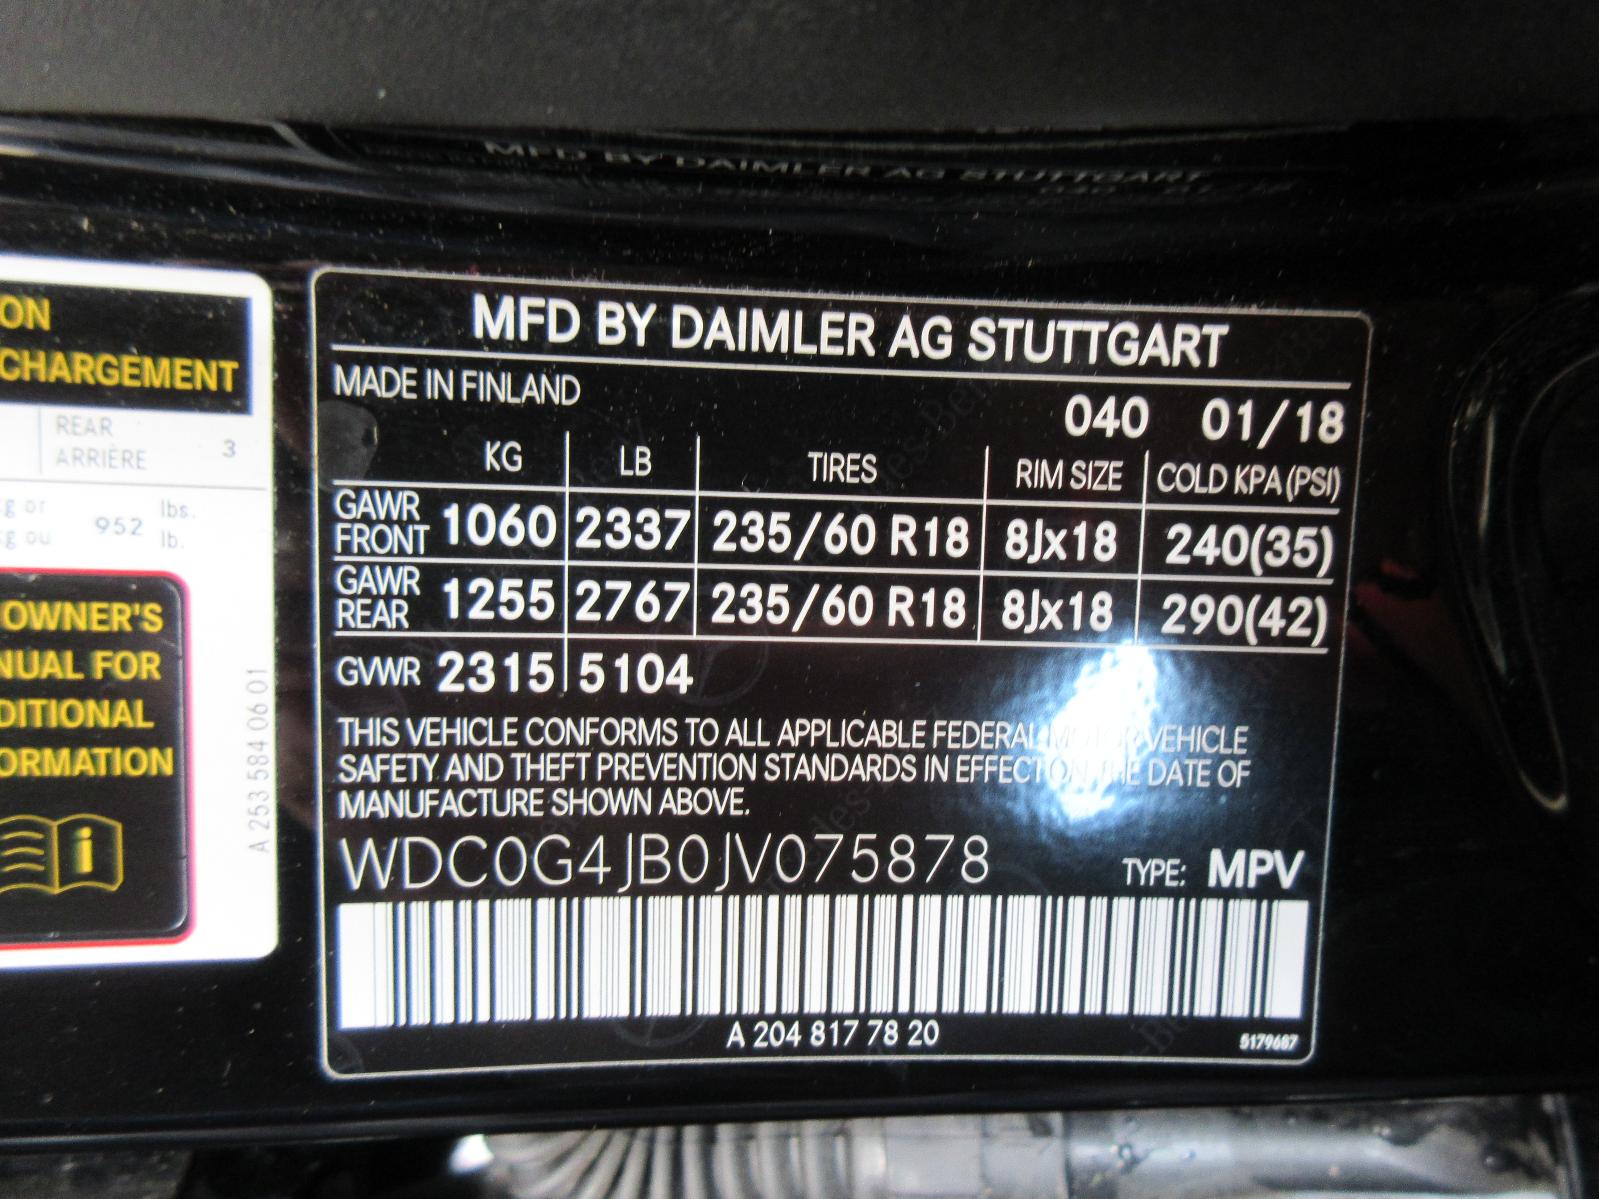 ON
CHARGEMENT
REAR
ARRIÈRE 3
g or
g ou 952 lbs.
lb.
OWNER'S
NUAL FOR
DITIONAL
ORMATION
i
A 253 584 06 01
MFD BY DAIMLER AG STUTTGART
MADE IN FINLAND
040 01/18
KG LB TIRES RIM SIZE COLD KPA (PSI)
GAWR
FRONT 1060 2337 235/60 R18 8Jx18 240(35)
GAWR
REAR 1255 2767 235/60 R18 8Jx18 290(42)
GVWR 2315 5104
THIS VEHICLE CONFORMS TO ALL APPLICABLE FEDERAL MOTOR VEHICLE
SAFETY AND THEFT PREVENTION STANDARDS IN EFFECT ON THE DATE OF
MANUFACTURE SHOWN ABOVE.
WDC0G4JB0JV075878 TYPE: MPV
A 204 817 78 20
5179687